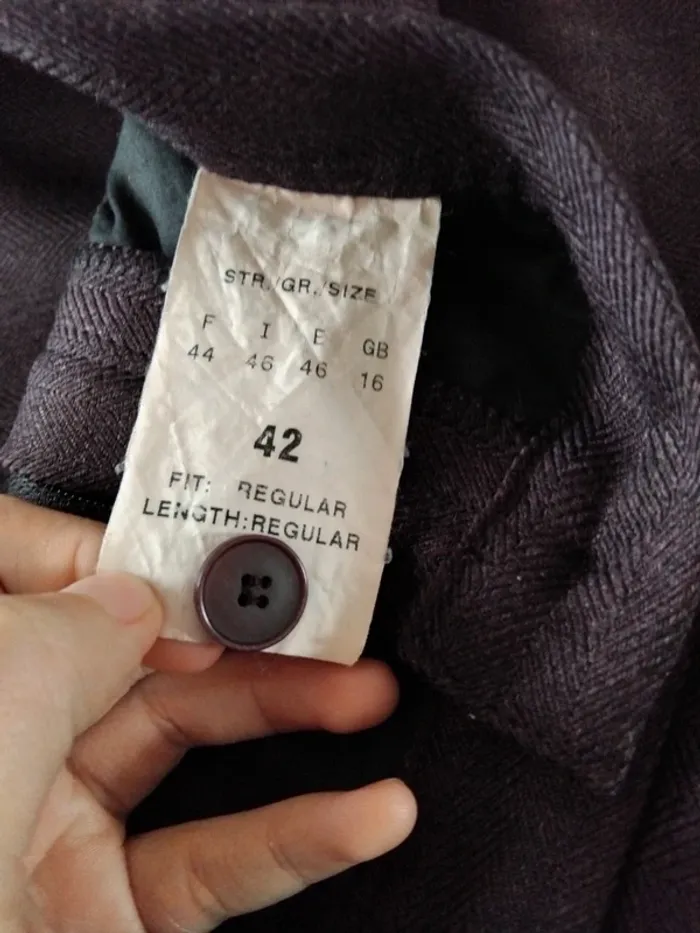 STR./GR./SIZE
F I E GB
44 46 46 16
42
FIT: REGULAR
LENGTH:REGULAR